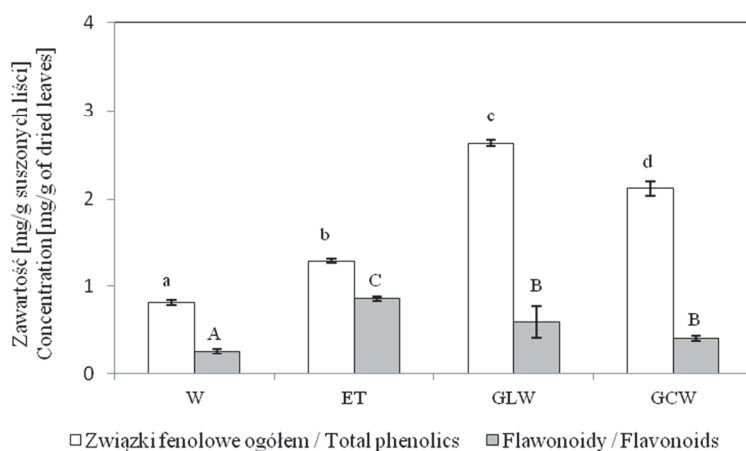 Zawartość [mg/g suszonych liści]
Concentration [mg/g of dried leaves]
4
3
2
1
0
a
A
b
C
c
B
d
B
W
ET
GLW
GCW
Związki fenolowe ogółem / Total phenolics
Flawonoidy / Flavonoids